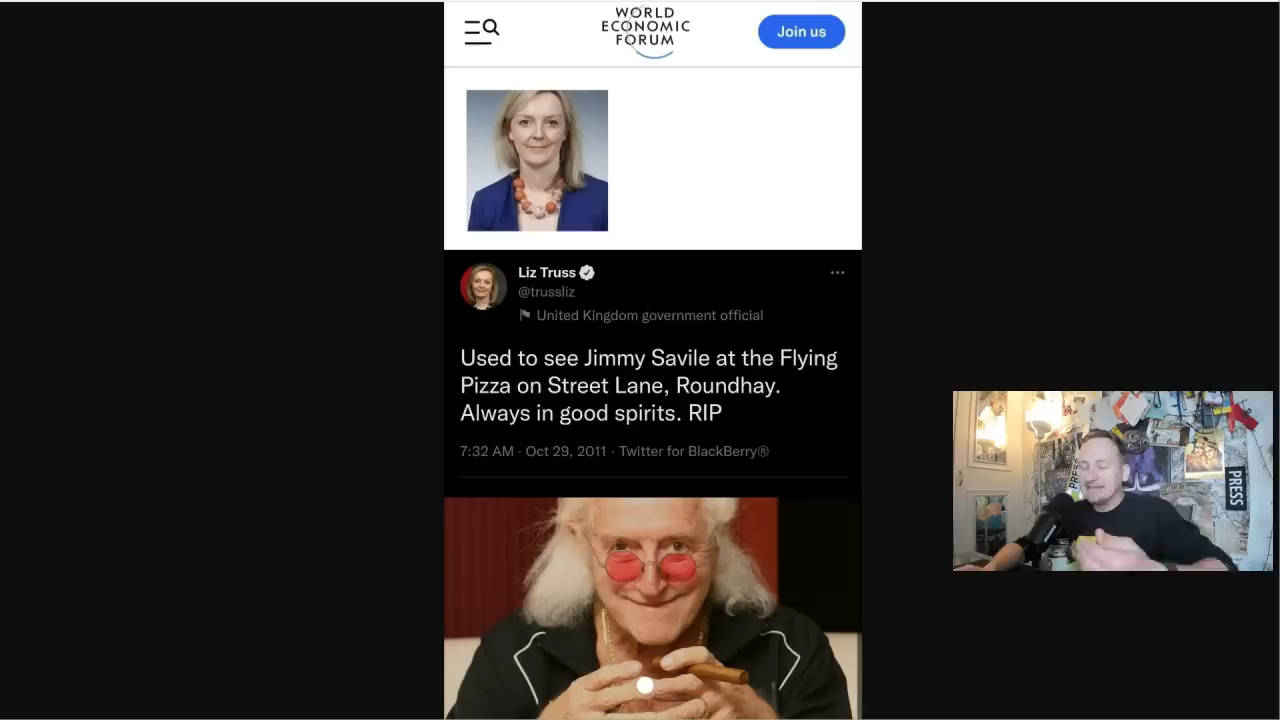 WORLD
ECONOMIC
FORUM
Join us
Liz Truss
@trussliz
United Kingdom government official
Used to see Jimmy Savile at the Flying
Pizza on Street Lane, Roundhay.
Always in good spirits. RIP
7:32 AM · Oct 29, 2011 · Twitter for BlackBerry®
PRESS
PRESS